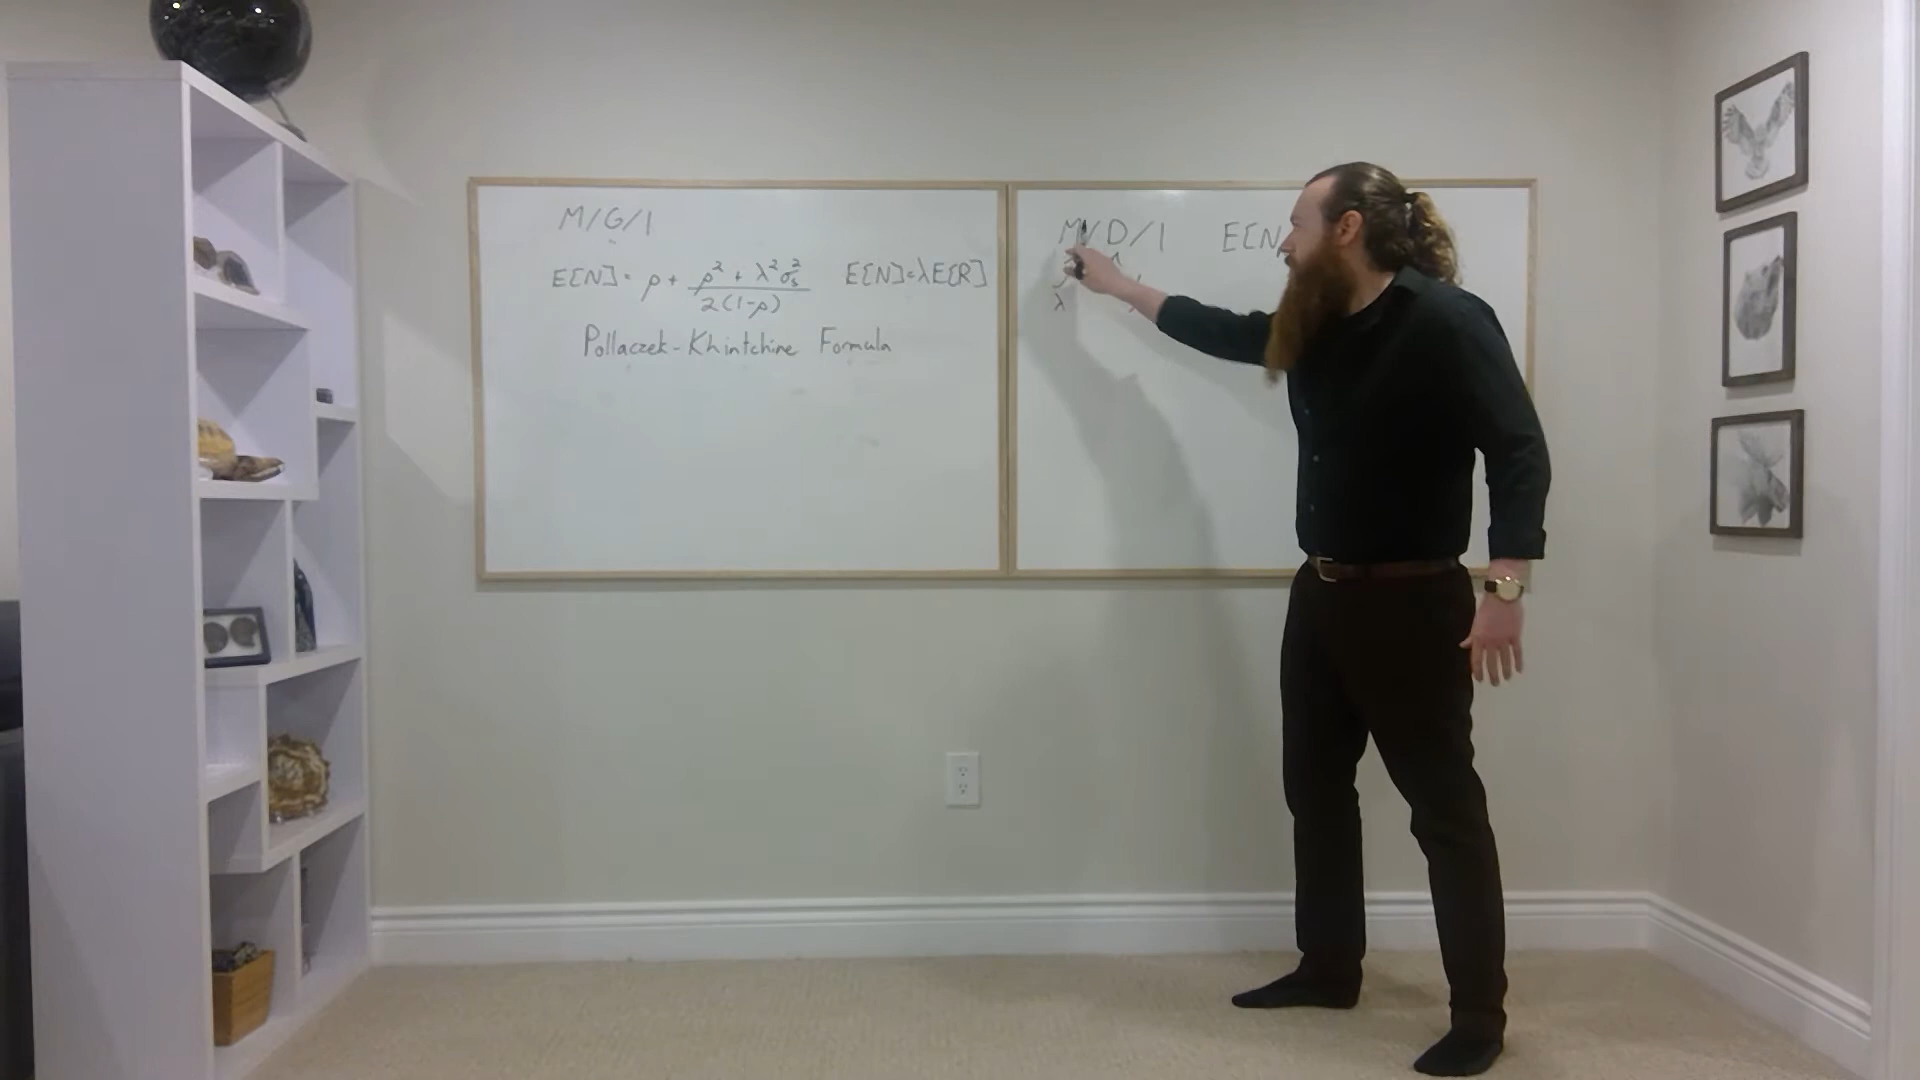 M/G/1
E[N] = ρ + (ρ² + λ²σₛ²) / 2(1-ρ)    E[N]=λE[R]
Pollaczek-Khintchine Formula
M/D/1    E[N
λ